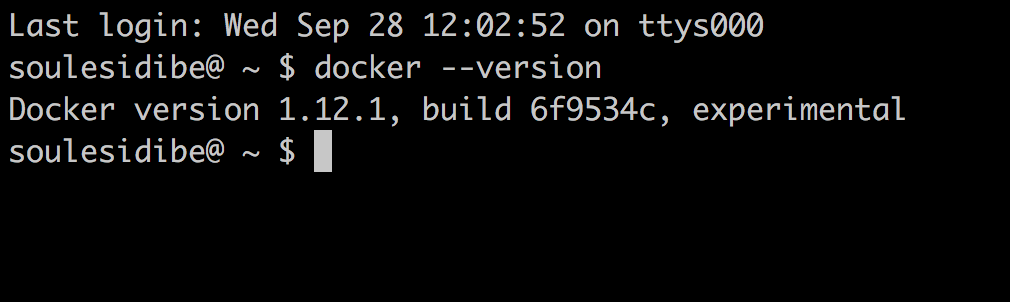 Last login: Wed Sep 28 12:02:52 on ttys000
soulesidibe@ ~ $ docker --version
Docker version 1.12.1, build 6f9534c, experimental
soulesidibe@ ~ $